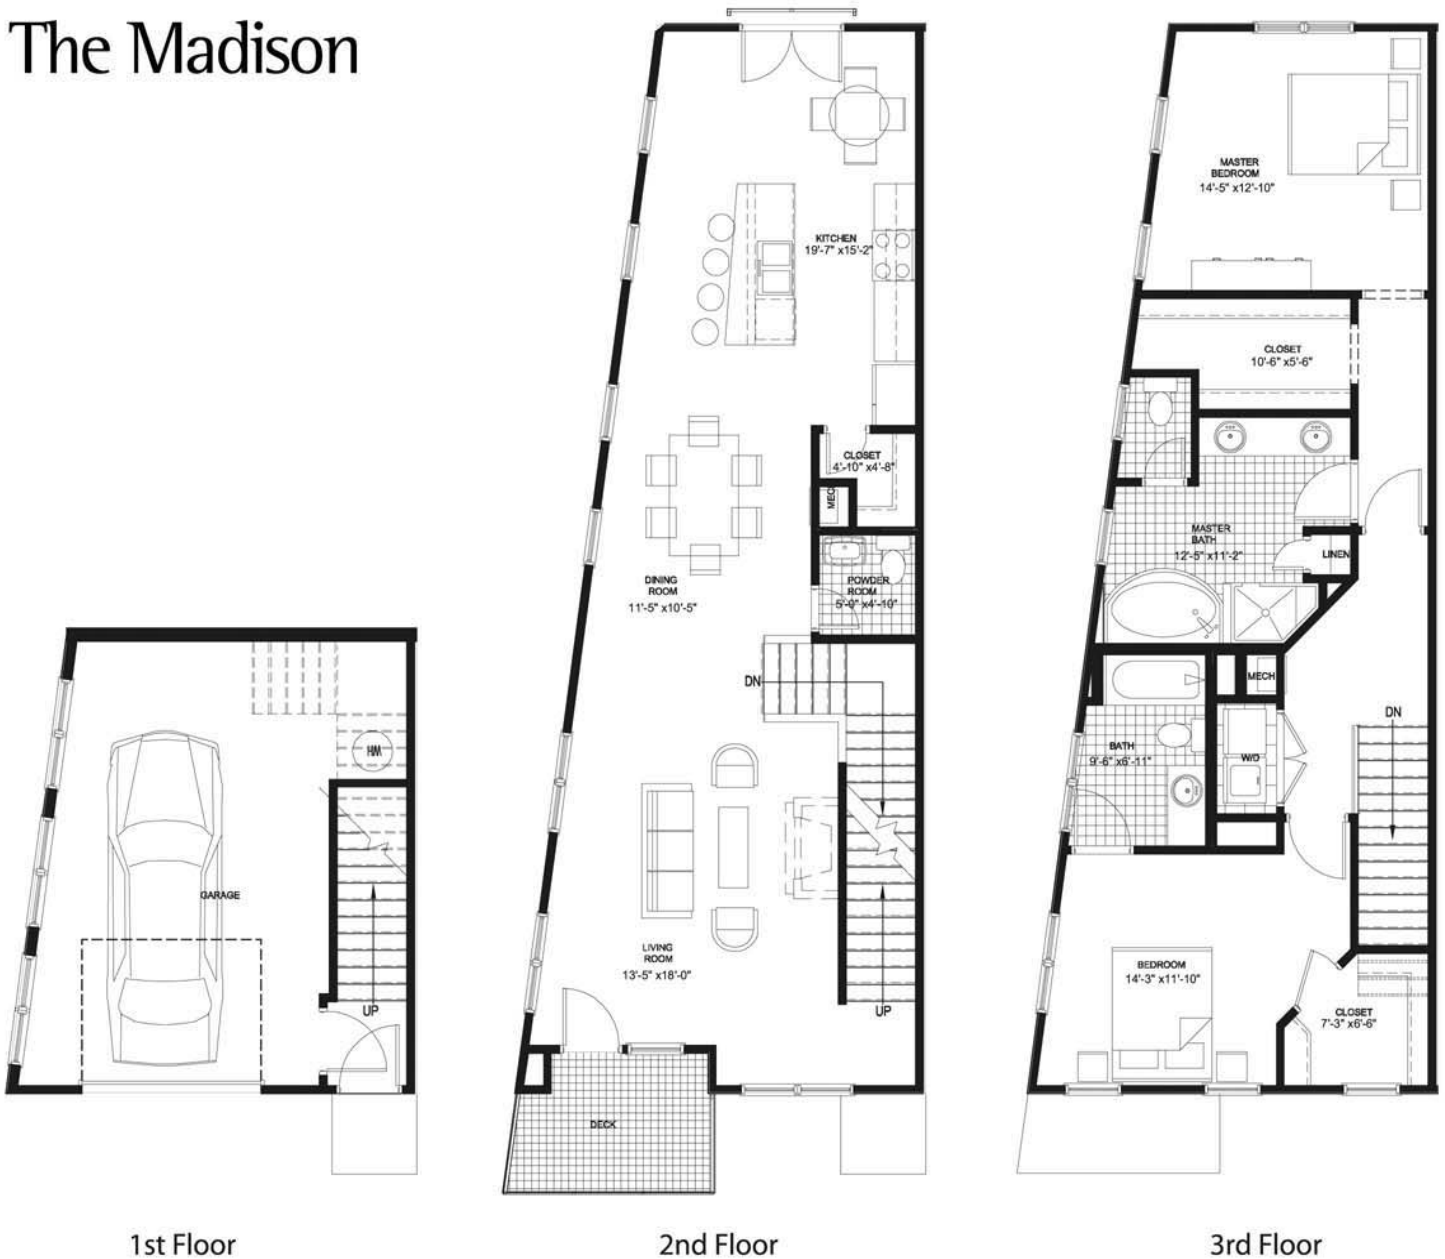 The Madison
GARAGE
WH
UP
1st Floor
KITCHEN
19'-7" x15'-2"
CLOSET
4'-10" x4'-8"
MECH
POWDER
ROOM
5'-0" x4'-10"
DINING
ROOM
11'-5" x10'-5"
DN
LIVING
ROOM
13'-5" x18'-0"
UP
DECK
2nd Floor
MASTER
BEDROOM
14'-5" x12'-10"
CLOSET
10'-6" x5'-6"
MASTER
BATH
12'-5" x11'-2"
LINEN
MECH
BATH
9'-6" x6'-11"
W/D
DN
BEDROOM
14'-3" x11'-10"
CLOSET
7'-3" x6'-6"
3rd Floor